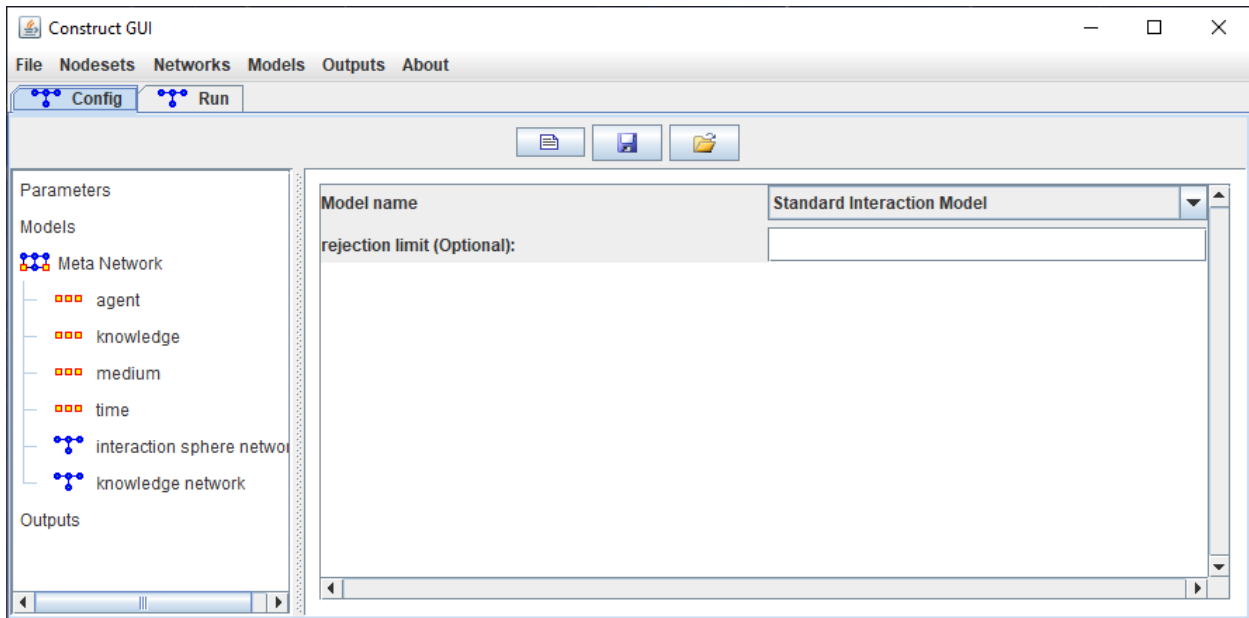 Construct GUI
File Nodesets Networks Models Outputs About
Config Run
Parameters
Models
Meta Network
agent
knowledge
medium
time
interaction sphere networ
knowledge network
Outputs
Model name Standard Interaction Model
rejection limit (Optional):